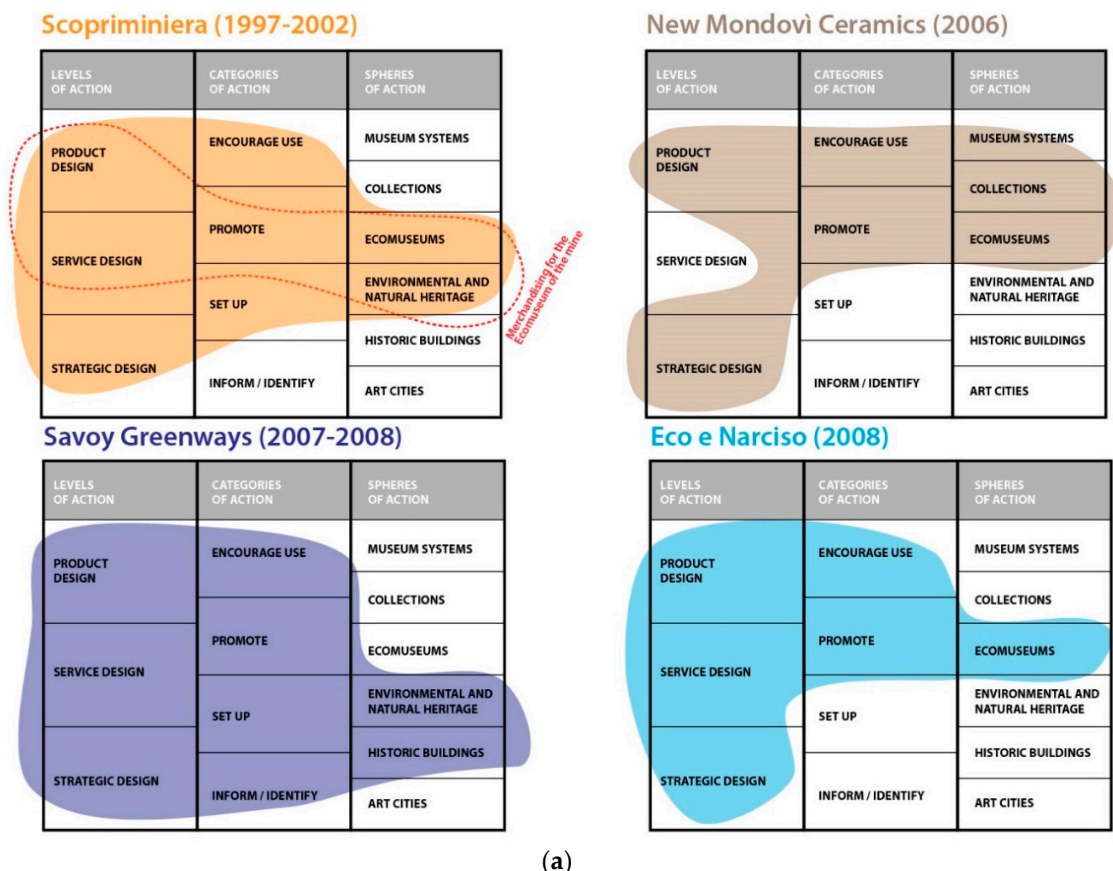 Scopriminiera (1997-2002)
LEVELS
OF ACTION
CATEGORIES
OF ACTION
SPHERES
OF ACTION
PRODUCT
DESIGN
SERVICE DESIGN
STRATEGIC DESIGN
ENCOURAGE USE
PROMOTE
SET UP
INFORM / IDENTIFY
MUSEUM SYSTEMS
COLLECTIONS
ECOMUSEUMS
ENVIRONMENTAL AND
NATURAL HERITAGE
HISTORIC BUILDINGS
ART CITIES
Merchandising for the
Ecomuseum of the mine
New Mondovì Ceramics (2006)
LEVELS
OF ACTION
CATEGORIES
OF ACTION
SPHERES
OF ACTION
PRODUCT
DESIGN
SERVICE DESIGN
STRATEGIC DESIGN
ENCOURAGE USE
PROMOTE
SET UP
INFORM / IDENTIFY
MUSEUM SYSTEMS
COLLECTIONS
ECOMUSEUMS
ENVIRONMENTAL AND
NATURAL HERITAGE
HISTORIC BUILDINGS
ART CITIES
Savoy Greenways (2007-2008)
LEVELS
OF ACTION
CATEGORIES
OF ACTION
SPHERES
OF ACTION
PRODUCT
DESIGN
SERVICE DESIGN
STRATEGIC DESIGN
ENCOURAGE USE
PROMOTE
SET UP
INFORM / IDENTIFY
MUSEUM SYSTEMS
COLLECTIONS
ECOMUSEUMS
ENVIRONMENTAL AND
NATURAL HERITAGE
HISTORIC BUILDINGS
ART CITIES
Eco e Narciso (2008)
LEVELS
OF ACTION
CATEGORIES
OF ACTION
SPHERES
OF ACTION
PRODUCT
DESIGN
SERVICE DESIGN
STRATEGIC DESIGN
ENCOURAGE USE
PROMOTE
SET UP
INFORM / IDENTIFY
MUSEUM SYSTEMS
COLLECTIONS
ECOMUSEUMS
ENVIRONMENTAL AND
NATURAL HERITAGE
HISTORIC BUILDINGS
ART CITIES
(a)